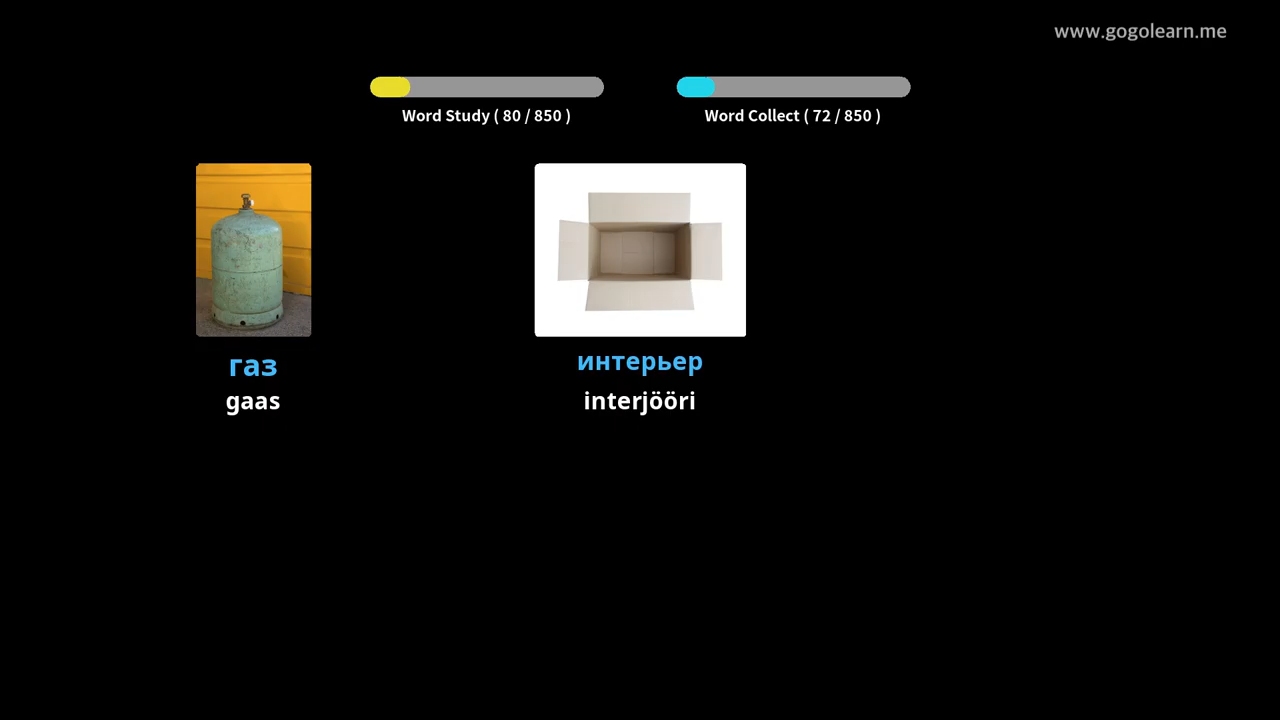 www.gogolearn.me
Word Study ( 80 / 850 )
Word Collect ( 72 / 850 )
газ
gaas
интерьер
interjööri